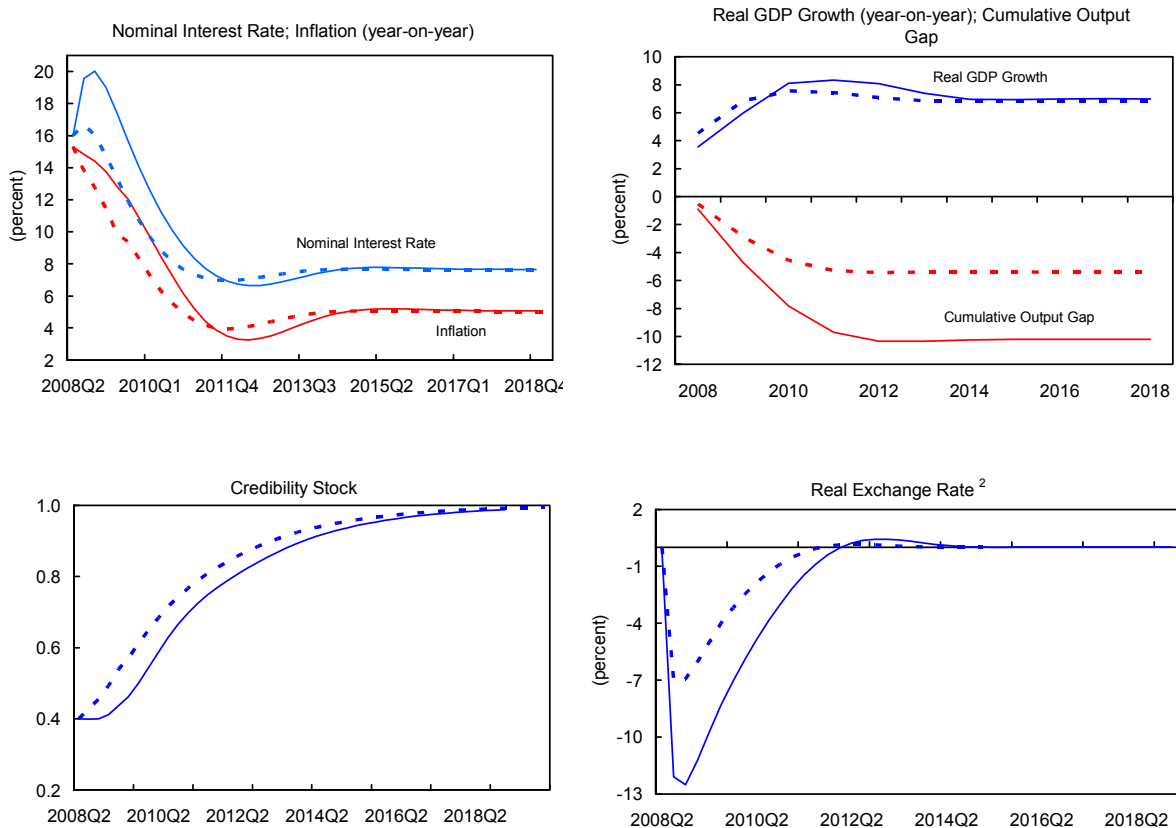 Nominal Interest Rate; Inflation (year-on-year)
20
18
16
14
12
10
8
6
4
2
(percent)
Nominal Interest Rate
Inflation
2008Q2 2010Q1 2011Q4 2013Q3 2015Q2 2017Q1 2018Q4
Real GDP Growth (year-on-year); Cumulative Output
Gap
10
8
6
4
2
0
-2
-4
-6
-8
-10
-12
(percent)
Real GDP Growth
Cumulative Output Gap
2008 2010 2012 2014 2016 2018
Credibility Stock
1.0
0.8
0.6
0.4
0.2
2008Q2 2010Q2 2012Q2 2014Q2 2016Q2 2018Q2
Real Exchange Rate 2
2
-1
-4
-7
-10
-13
(percent)
2008Q2 2010Q2 2012Q2 2014Q2 2016Q2 2018Q2